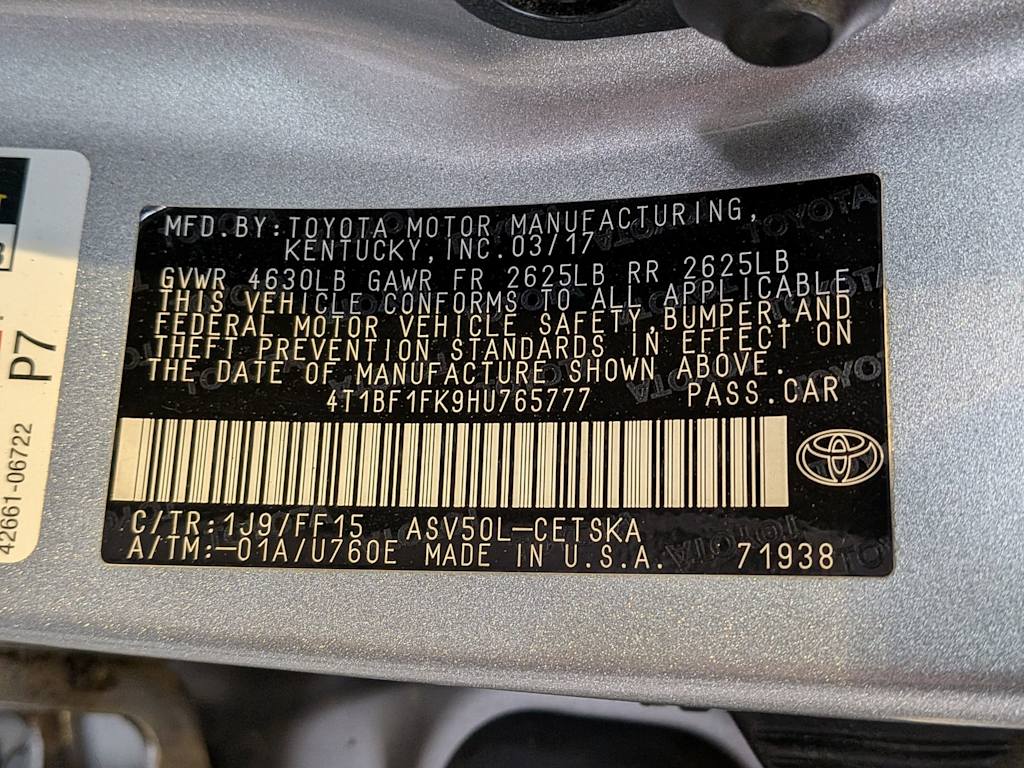 MFD.BY:TOYOTA MOTOR MANUFACTURING,
KENTUCKY, INC. 03/17
GVWR 4630LB GAWR FR 2625LB RR 2625LB
THIS VEHICLE CONFORMS TO ALL APPLICABLE
FEDERAL MOTOR VEHICLE SAFETY,BUMPER,AND
THEFT PREVENTION STANDARDS IN EFFECT ON
THE DATE OF MANUFACTURE SHOWN ABOVE.
4T1BF1FK9HU765777 PASS.CAR
C/TR:1J9/FF15 ASV50L-CETSKA
A/TM:-01A/U760E MADE IN U.S.A. 71938
P7
42661-06722